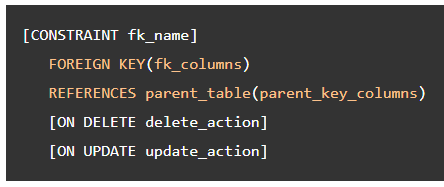 [CONSTRAINT fk_name]
FOREIGN KEY(fk_columns)
REFERENCES parent_table(parent_key_columns)
[ON DELETE delete_action]
[ON UPDATE update_action]